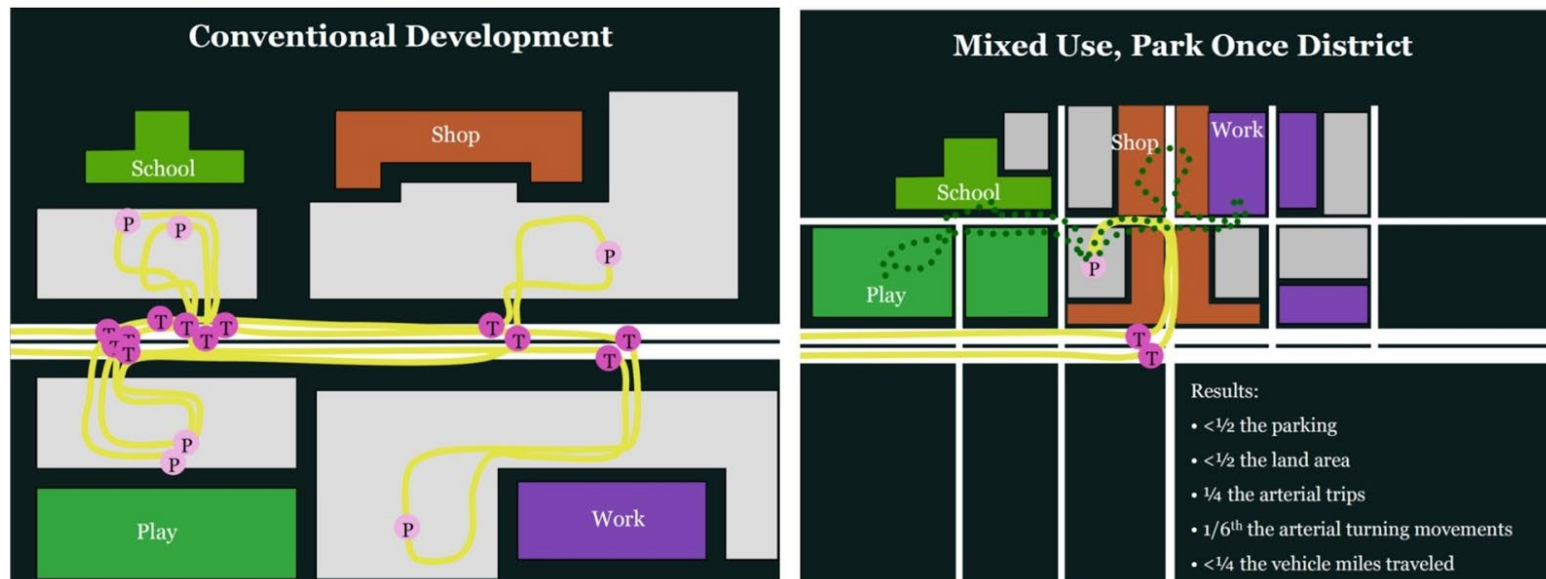 Conventional Development
School
Shop
P
P
P
T
T
T
T
T
T
T
T
T
T
T
T
P
P
Play
P
Work
Mixed Use, Park Once District
School
Shop
Work
Play
P
T
T
Results:
• <½ the parking
• <½ the land area
• ¼ the arterial trips
• 1/6th the arterial turning movements
• <¼ the vehicle miles traveled